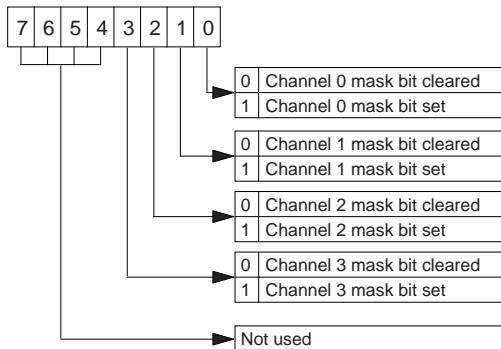 7 6 5 4 3 2 1 0
0 Channel 0 mask bit cleared
1 Channel 0 mask bit set
0 Channel 1 mask bit cleared
1 Channel 1 mask bit set
0 Channel 2 mask bit cleared
1 Channel 2 mask bit set
0 Channel 3 mask bit cleared
1 Channel 3 mask bit set
Not used